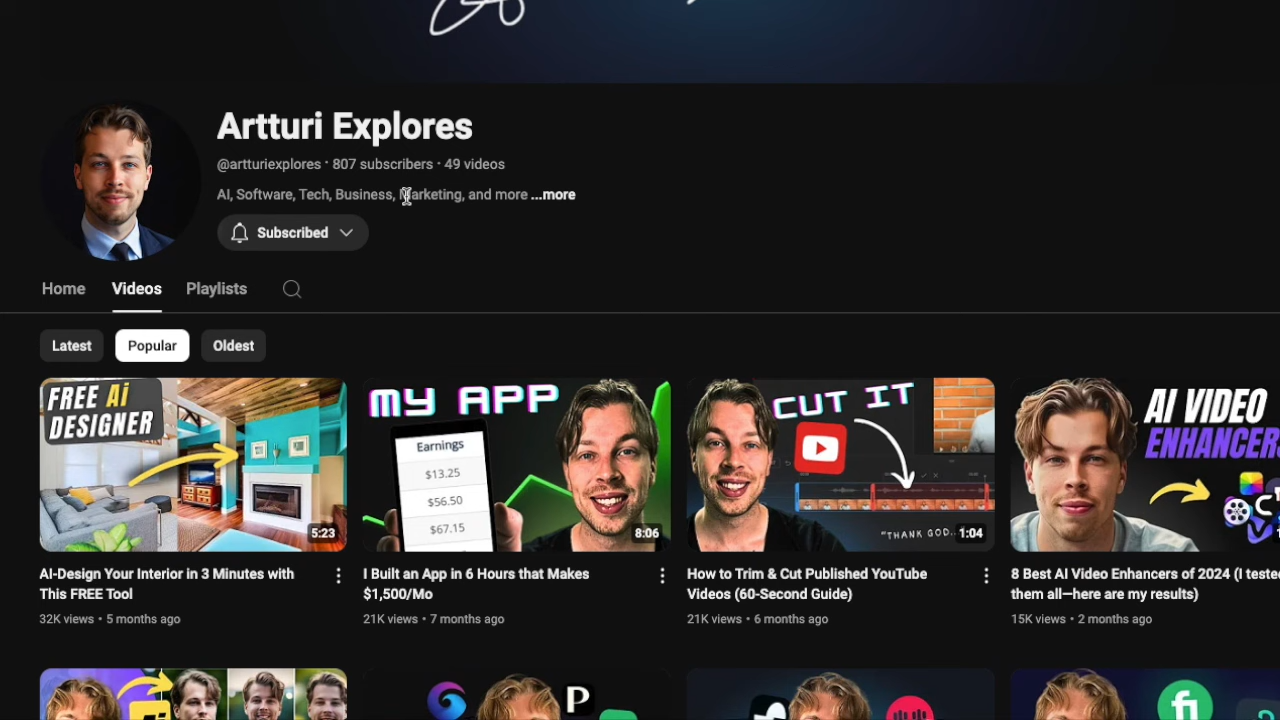 Artturi Explores
@artturiexplores • 807 subscribers • 49 videos
AI, Software, Tech, Business, Marketing, and more ...more
Subscribed
Home Videos Playlists
Latest Popular Oldest
FREE Ai
DESIGNER
5:23
MY APP
Earnings
$13.25
$56.50
$67.15
8:06
CUT IT
"THANK GOD..
1:04
AI VIDEO
ENHANCER
AI-Design Your Interior in 3 Minutes with
This FREE Tool
32K views • 5 months ago
I Built an App in 6 Hours that Makes
$1,500/Mo
21K views • 7 months ago
How to Trim & Cut Published YouTube
Videos (60-Second Guide)
21K views • 6 months ago
8 Best AI Video Enhancers of 2024 (I tested
them all—here are my results)
15K views • 2 months ago
P
fi